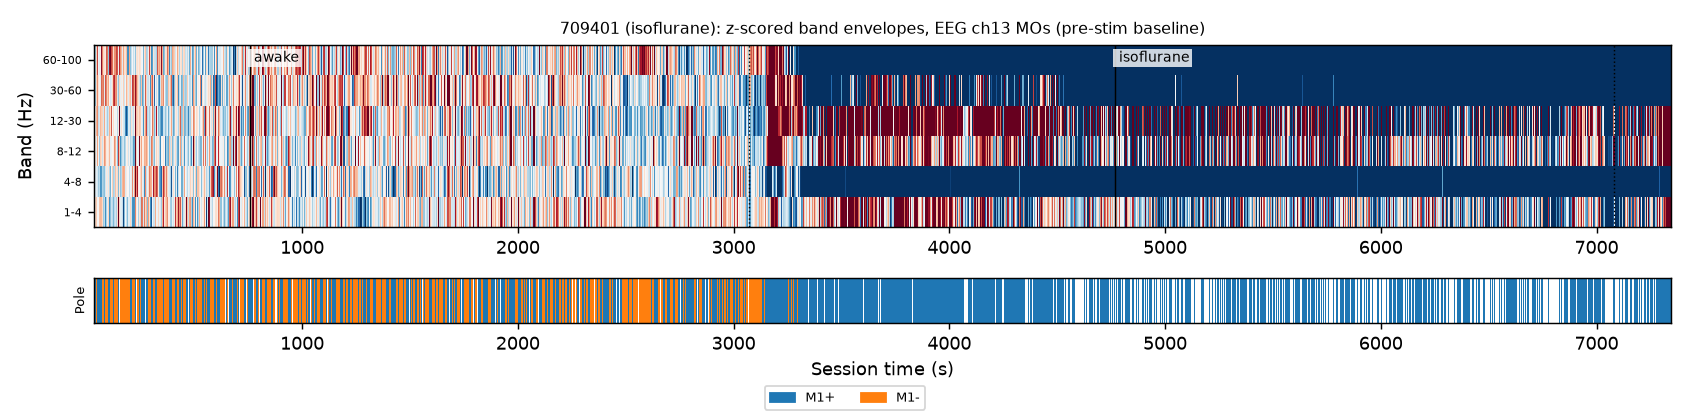 709401 (isoflurane): z-scored band envelopes, EEG ch13 MOs (pre-stim baseline)
awake
isoflurane
60-100
30-60
12-30
8-12
4-8
1-4
Band (Hz)
1000 2000 3000 4000 5000 6000 7000
Pole
1000 2000 3000 4000 5000 6000 7000
Session time (s)
M1+ M1-